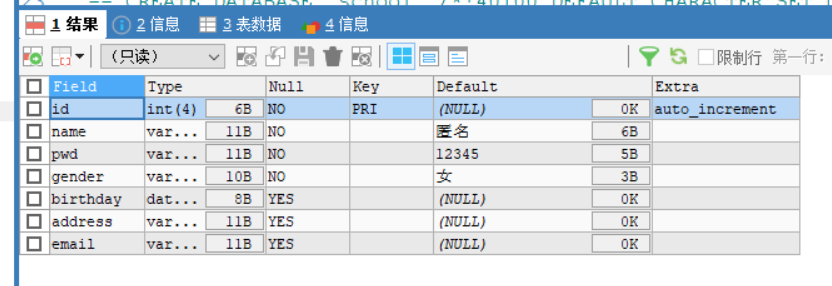 23 -- CREATE DATABASE `school` /*!40100 DEFAULT CHARACTER SET
1 结果 2 信息 3 表数据 4 信息
(只读) 限制行 第一行:
Field Type Null Key Default Extra
id int(4) 6B NO PRI (NULL) 0K auto_increment
name var... 11B NO 匿名 6B
pwd var... 11B NO 12345 5B
gender var... 10B NO 女 3B
birthday dat... 8B YES (NULL) 0K
address var... 11B YES (NULL) 0K
email var... 11B YES (NULL) 0K